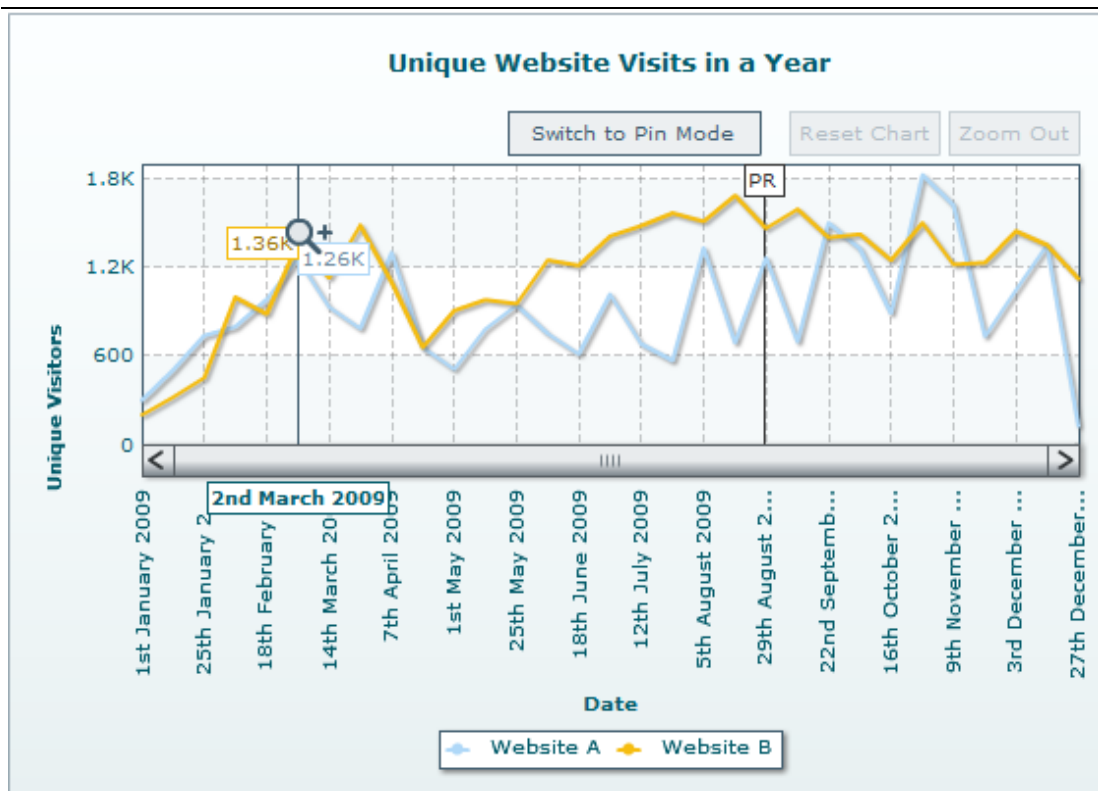 Unique Website Visits in a Year
Switch to Pin Mode
Reset Chart
Zoom Out
1.8K
1.2K
600
0
Unique Visitors
PR
1.36K
1.26K
2nd March 2009
1st January 2009
25th January 2
18th February
14th March 20
7th April 2009
1st May 2009
25th May 2009
18th June 2009
12th July 2009
5th August 2009
29th August 2...
22nd Septemb...
16th October 2...
9th November ...
3rd December ...
27th December...
Date
Website A
Website B